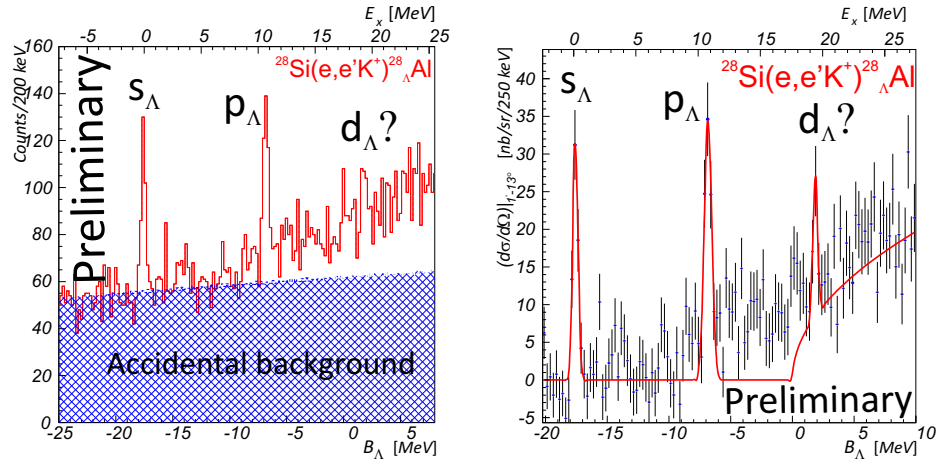 E_x [MeV]
-5 0 5 10 15 20 25
Counts/200 keV
160
140
120
100
80
60
40
20
0
Preliminary
²⁸Si(e,e'K⁺)²⁸_ΛAl
s_Λ
p_Λ
d_Λ?
Accidental background
-25 -20 -15 -10 -5 0 5
B_Λ [MeV]
E_x [MeV]
0 5 10 15 20 25
(dσ/dΩ)|1°-13° [nb/sr/250 keV]
40
35
30
25
20
15
10
5
0
-5
²⁸Si(e,e'K⁺)²⁸_ΛAl
s_Λ
p_Λ
d_Λ?
Preliminary
-20 -15 -10 -5 0 5 10
B_Λ [MeV]